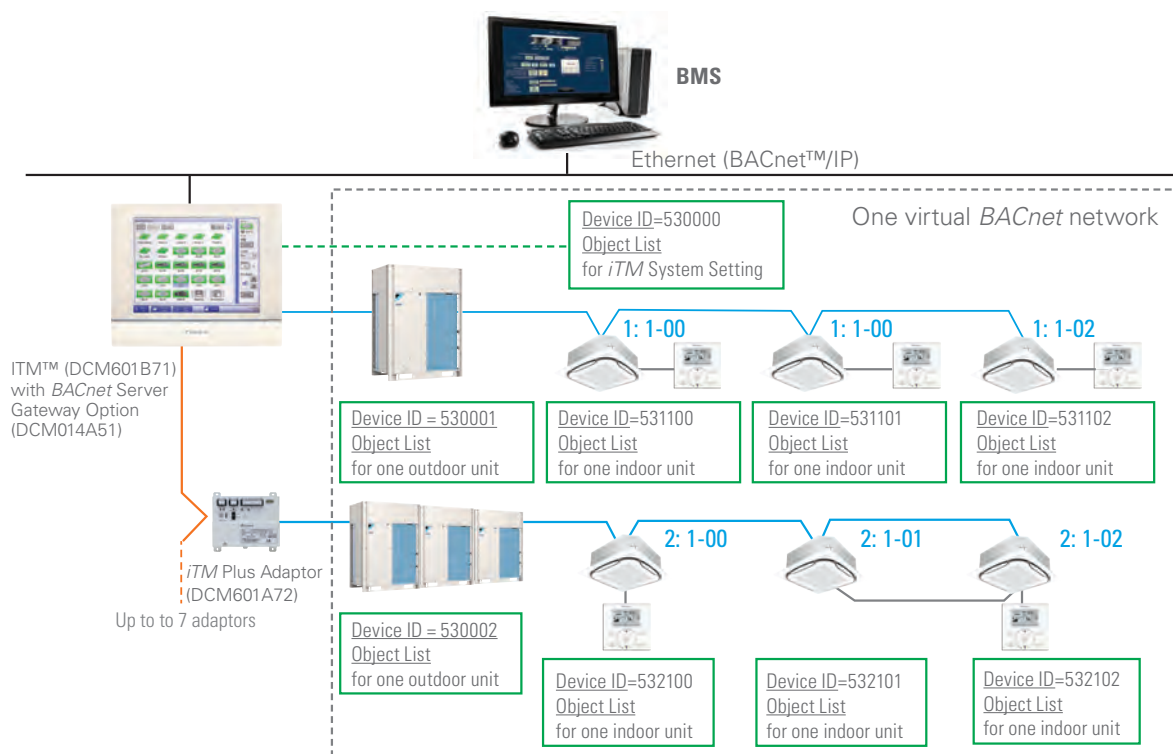 BMS
Ethernet (BACnet™/IP)
One virtual BACnet network
Device ID=530000
Object List
for iTM System Setting
1: 1-00
1: 1-00
1: 1-02
ITM™ (DCM601B71)
with BACnet Server
Gateway Option
(DCM014A51)
Device ID = 530001
Object List
for one outdoor unit
Device ID=531100
Object List
for one indoor unit
Device ID=531101
Object List
for one indoor unit
Device ID=531102
Object List
for one indoor unit
2: 1-00
2: 1-01
2: 1-02
iTM Plus Adaptor
(DCM601A72)
Up to to 7 adaptors
Device ID = 530002
Object List
for one outdoor unit
Device ID=532100
Object List
for one indoor unit
Device ID=532101
Object List
for one indoor unit
Device ID=532102
Object List
for one indoor unit